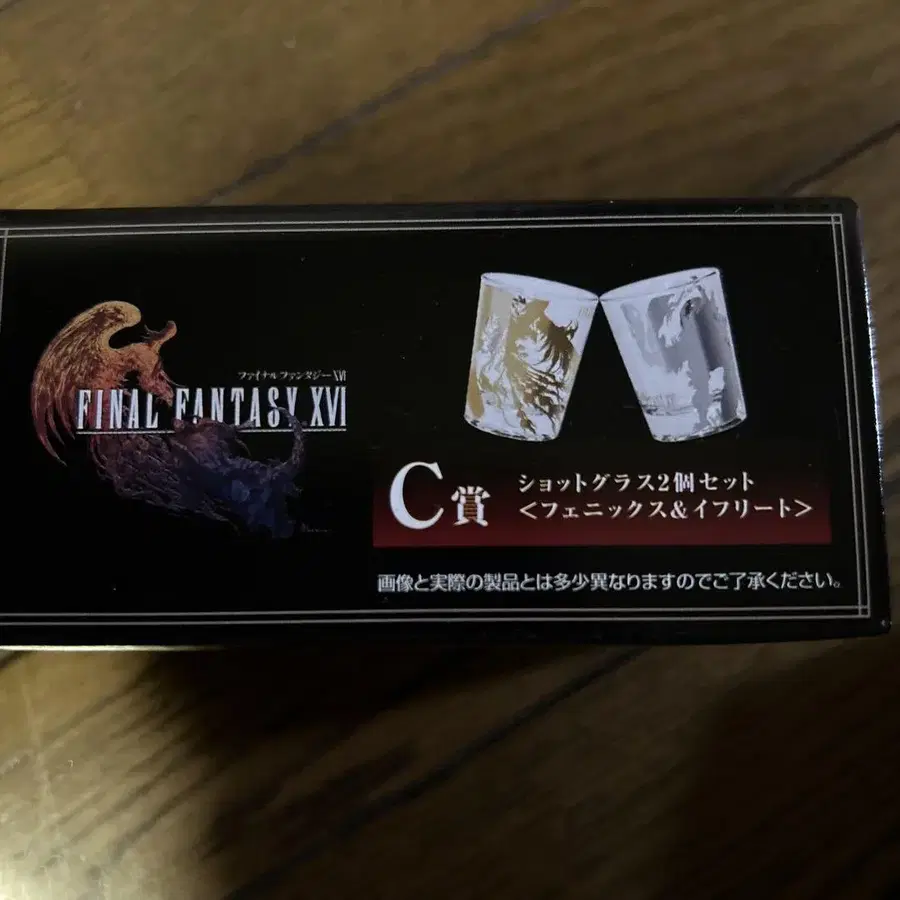 ファイナルファンタジーXVI
FINAL FANTASY XVI
C賞
ショットグラス2個セット
<フェニックス&イフリート>
画像と実際の製品とは多少異なりますのでご了承ください。